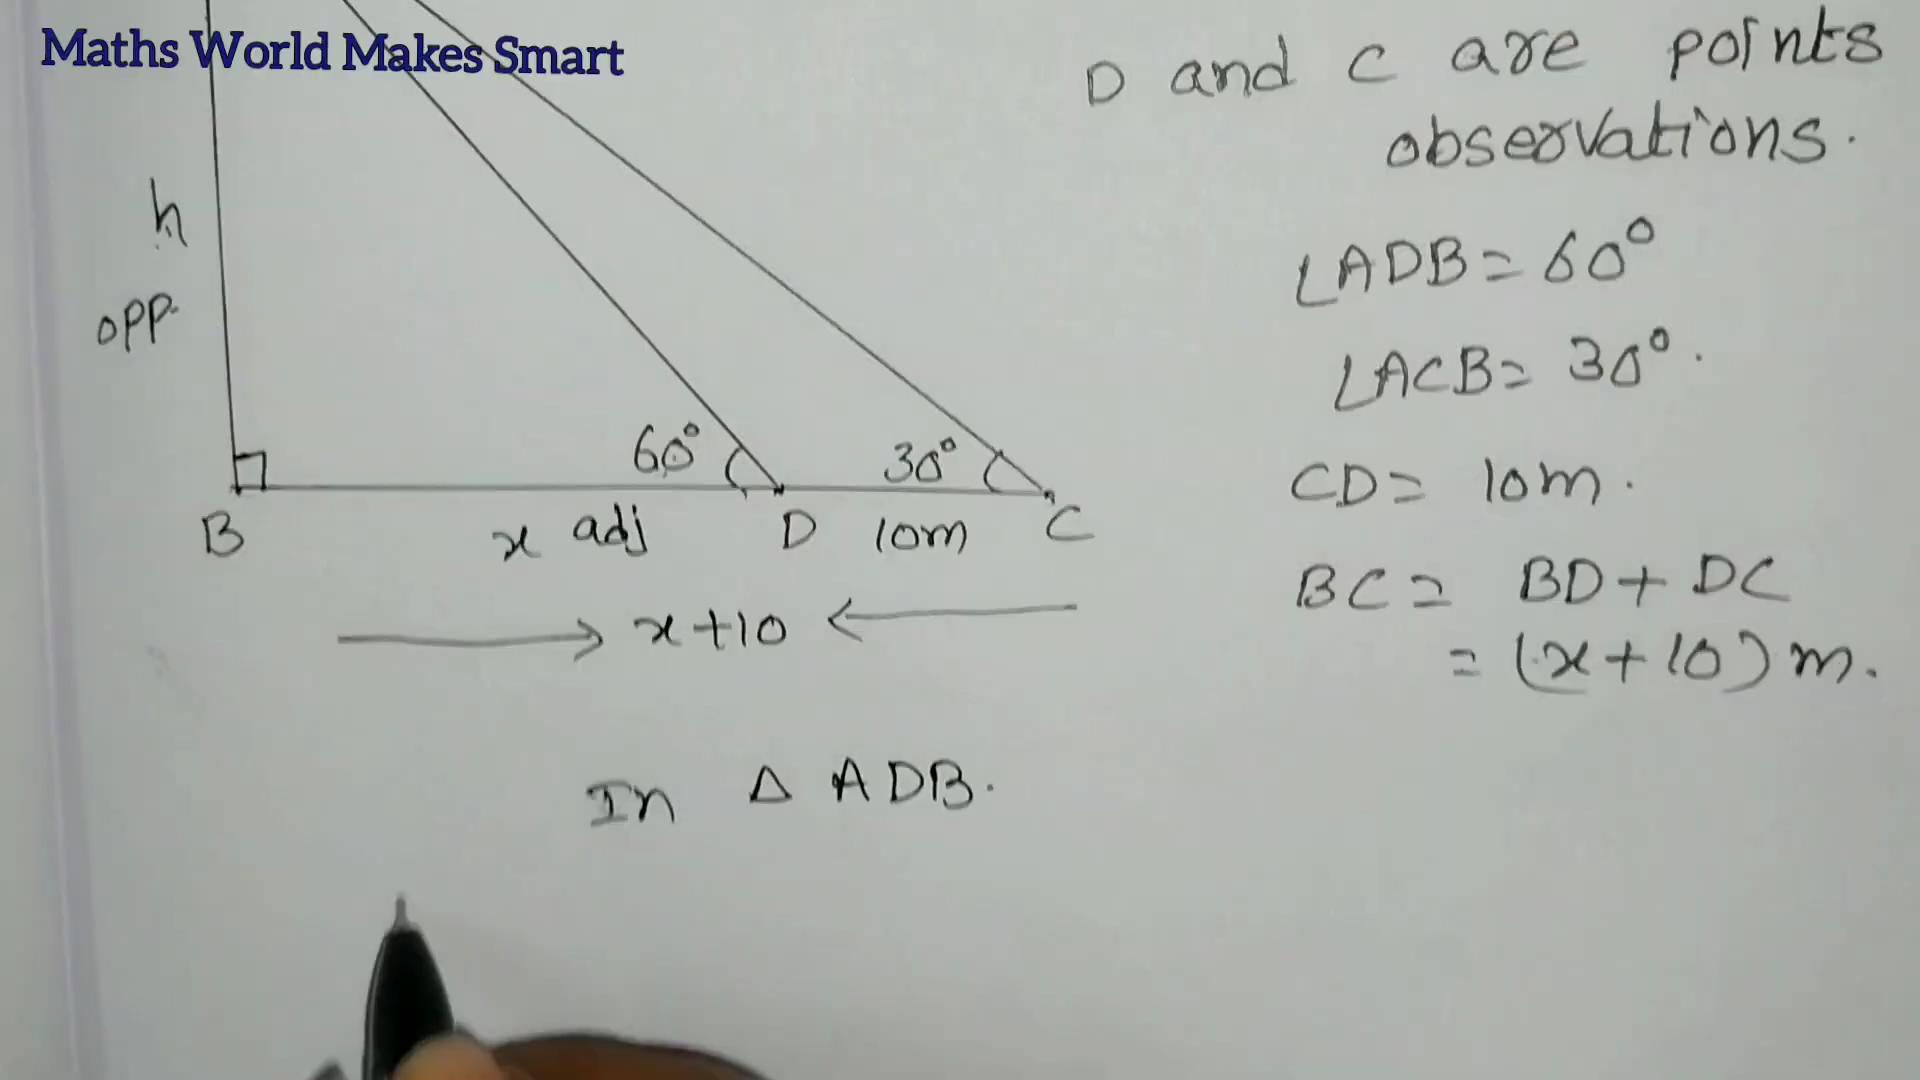 Maths World Makes Smart
D and C are points
observations.
h
opp.
∠ADB = 60°
∠ACB = 30°.
60°
30°
CD = 10m.
B
x adj
D
10m
C
BC = BD + DC
x+10
= (x+10)m.
In Δ ADB.